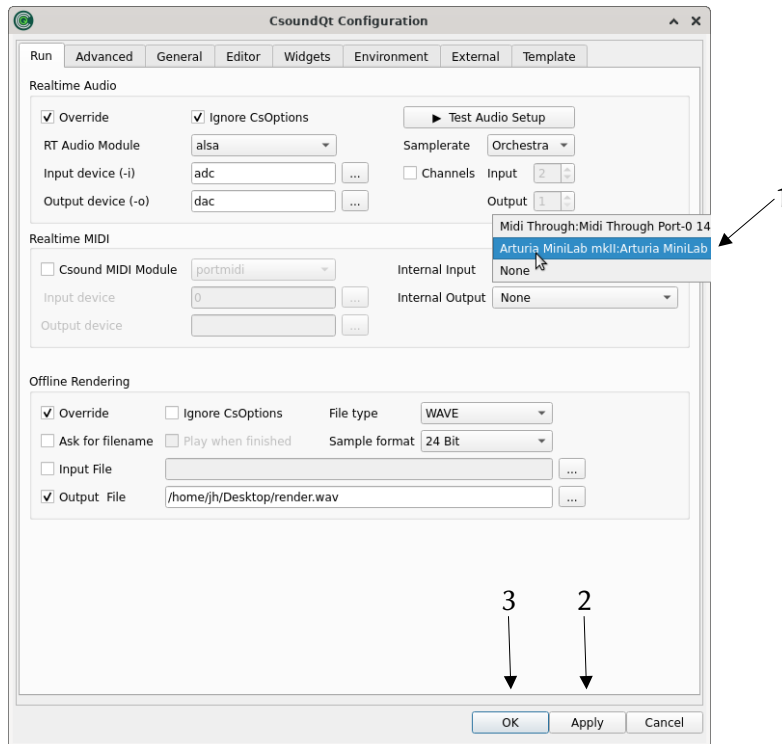 CsoundQt Configuration
Run Advanced General Editor Widgets Environment External Template
Realtime Audio
Override Ignore CsOptions ▶ Test Audio Setup
RT Audio Module alsa Samplerate Orchestra
Input device (-i) adc ... Channels Input 2
Output device (-o) dac ... Output 1
Midi Through:Midi Through Port-0 14
1
Realtime MIDI
Arturia MiniLab mkII:Arturia MiniLab
Csound MIDI Module portmidi Internal Input None
Input device 0 ... Internal Output None
Output device ...
Offline Rendering
Override Ignore CsOptions File type WAVE
Ask for filename Play when finished Sample format 24 Bit
Input File ...
Output File /home/jh/Desktop/render.wav ...
3 2
OK Apply Cancel